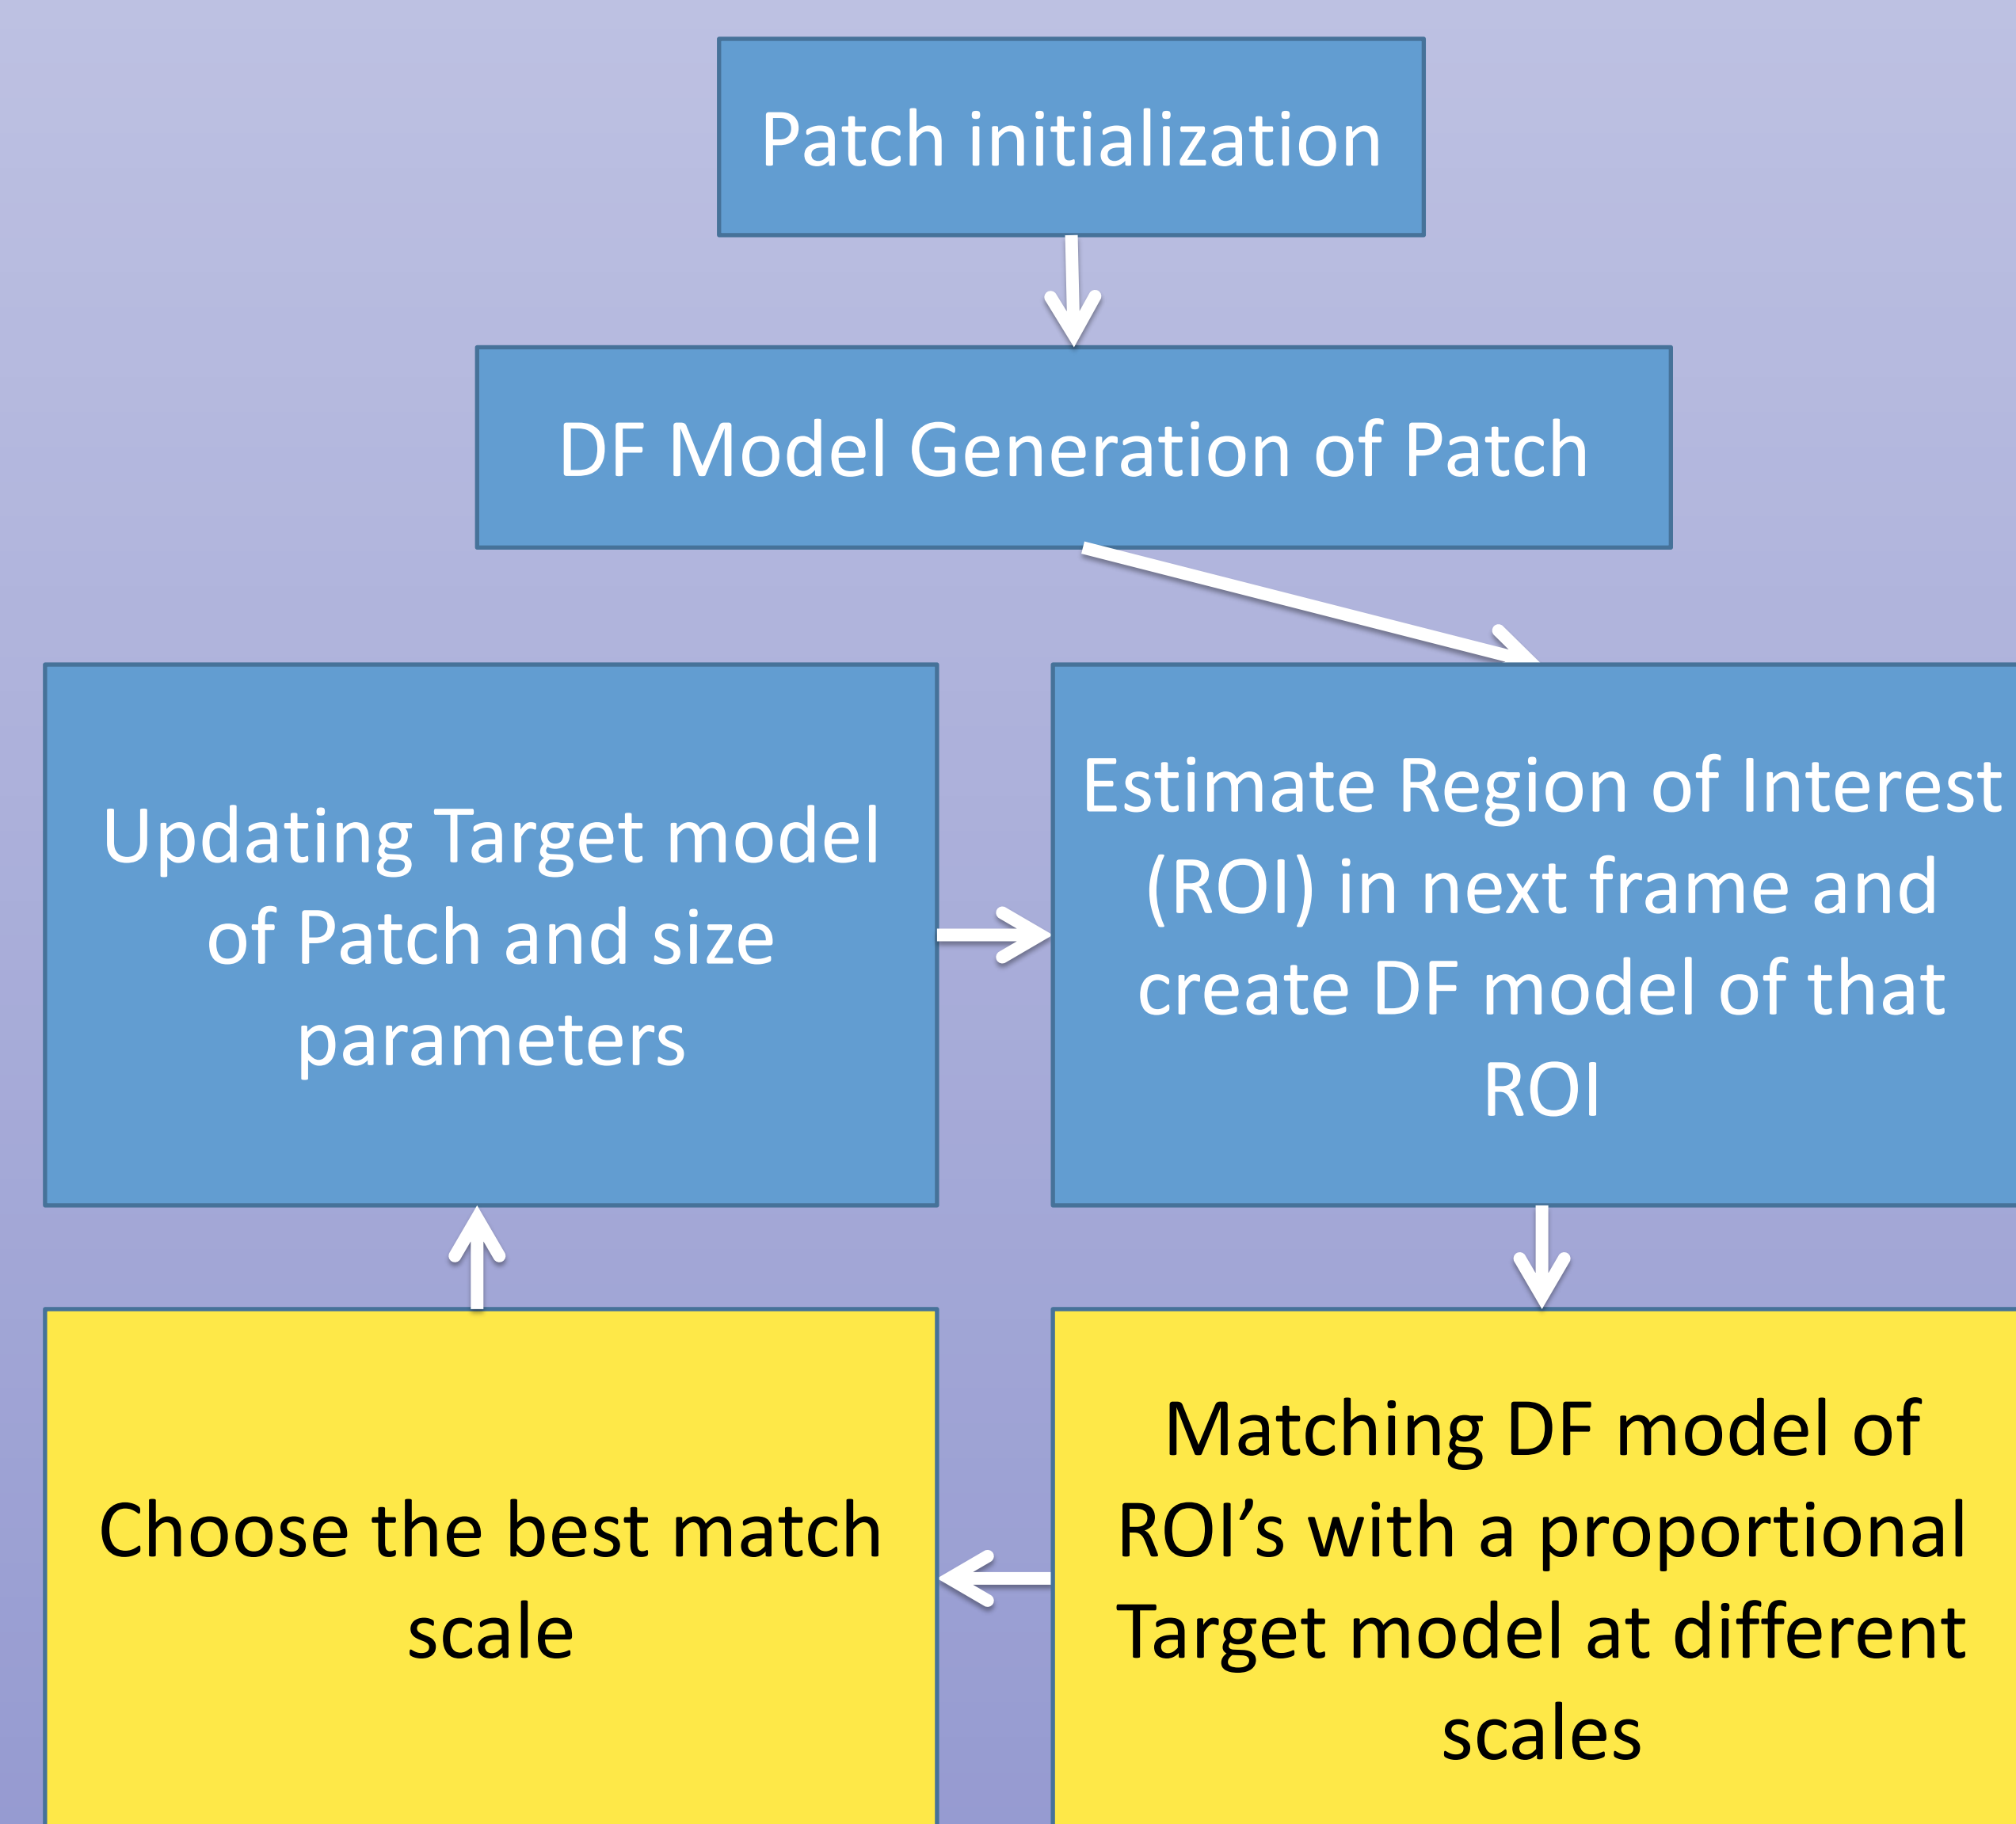 Patch initialization
DF Model Generation of Patch
Updating Target model
of Patch and size
parameters
Estimate Region of Interest
(ROI) in next frame and
create DF model of that
ROI
Choose the best match
scale
Matching DF model of
ROI’s with a proportional
Target model at different
scales